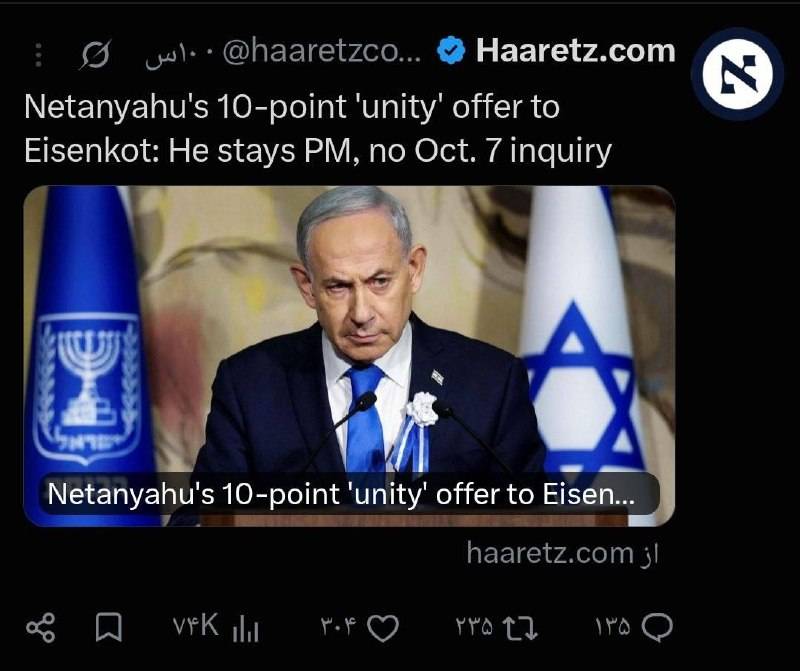 Haaretz.com @haaretzco... · ۱۰س
Netanyahu's 10-point 'unity' offer to
Eisenkot: He stays PM, no Oct. 7 inquiry
ישראל
Netanyahu's 10-point 'unity' offer to Eisen...
از haaretz.com
۱۳۵ ۲۳۵ ۳۰۴ ۷۴K